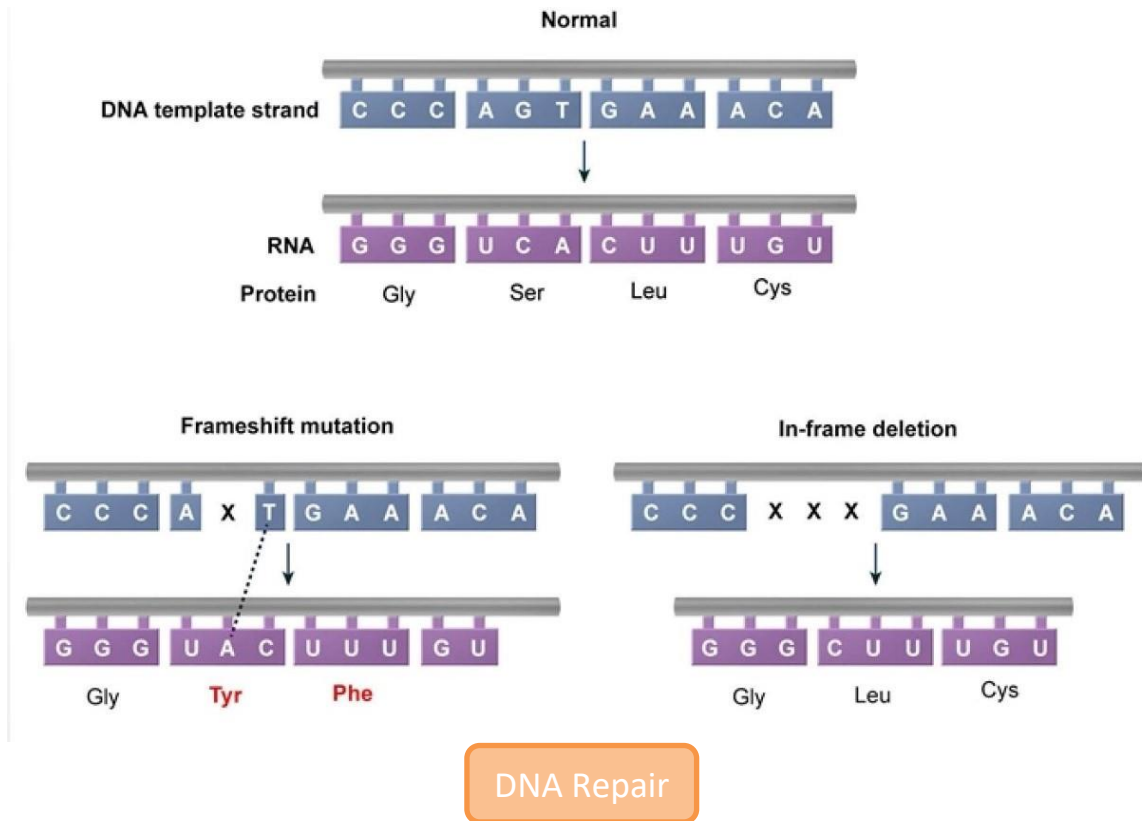 Normal
DNA template strand C C C A G T G A A A C A
RNA G G G U C A C U U U G U
Protein Gly Ser Leu Cys
Frameshift mutation
C C C A X T G A A A C A
G G G U A C U U U G U
Gly Tyr Phe
In-frame deletion
C C C X X X G A A A C A
G G G C U U U G U
Gly Leu Cys
DNA Repair